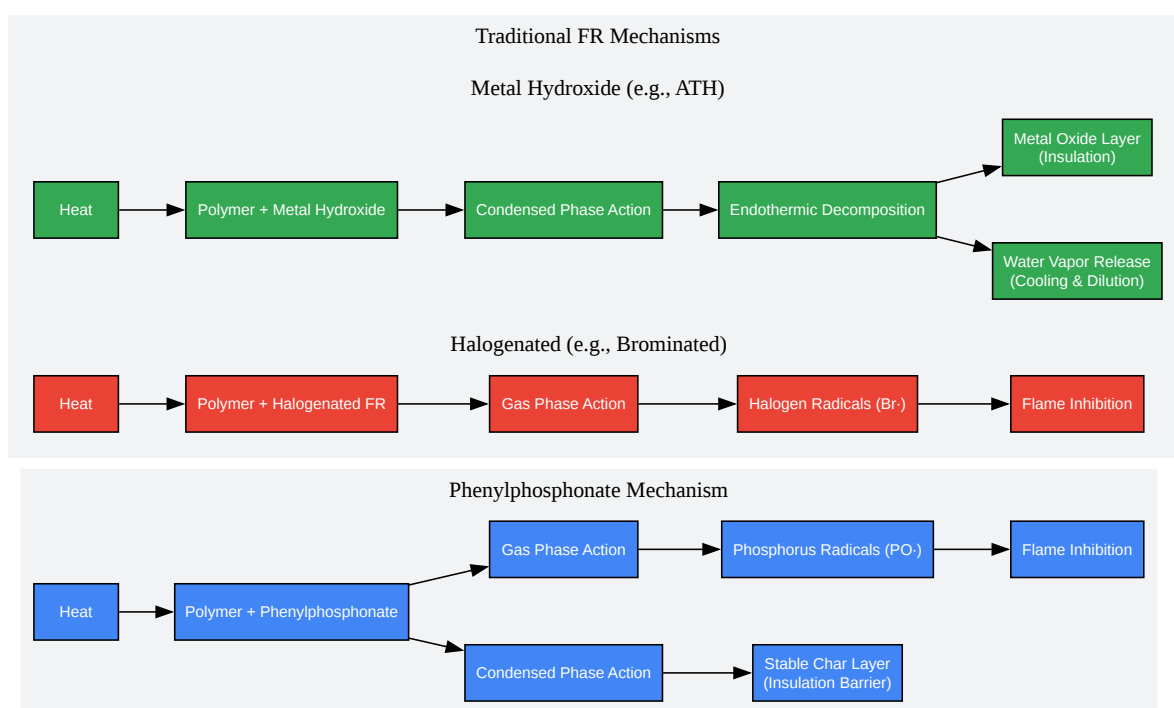 Traditional FR Mechanisms
Metal Hydroxide (e.g., ATH)
Heat
Polymer + Metal Hydroxide
Condensed Phase Action
Endothermic Decomposition
Metal Oxide Layer
(Insulation)
Water Vapor Release
(Cooling & Dilution)
Halogenated (e.g., Brominated)
Heat
Polymer + Halogenated FR
Gas Phase Action
Halogen Radicals (Br·)
Flame Inhibition
Phenylphosphonate Mechanism
Heat
Polymer + Phenylphosphonate
Gas Phase Action
Phosphorus Radicals (PO·)
Flame Inhibition
Condensed Phase Action
Stable Char Layer
(Insulation Barrier)